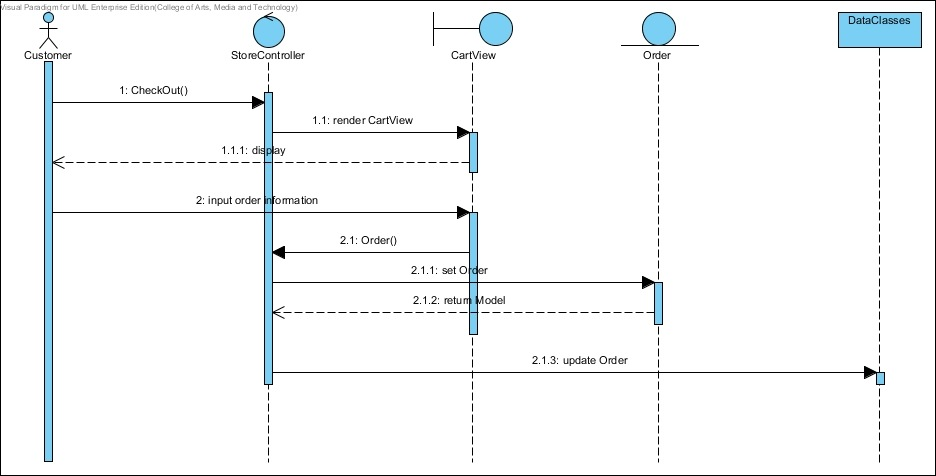 Visual Paradigm for UML Enterprise Edition(College of Arts, Media and Technology)
DataClasses
Customer
StoreController
CartView
Order
1: CheckOut()
1.1: render CartView
1.1.1: display
2: input order information
2.1: Order()
2.1.1: set Order
2.1.2: return Model
2.1.3: update Order